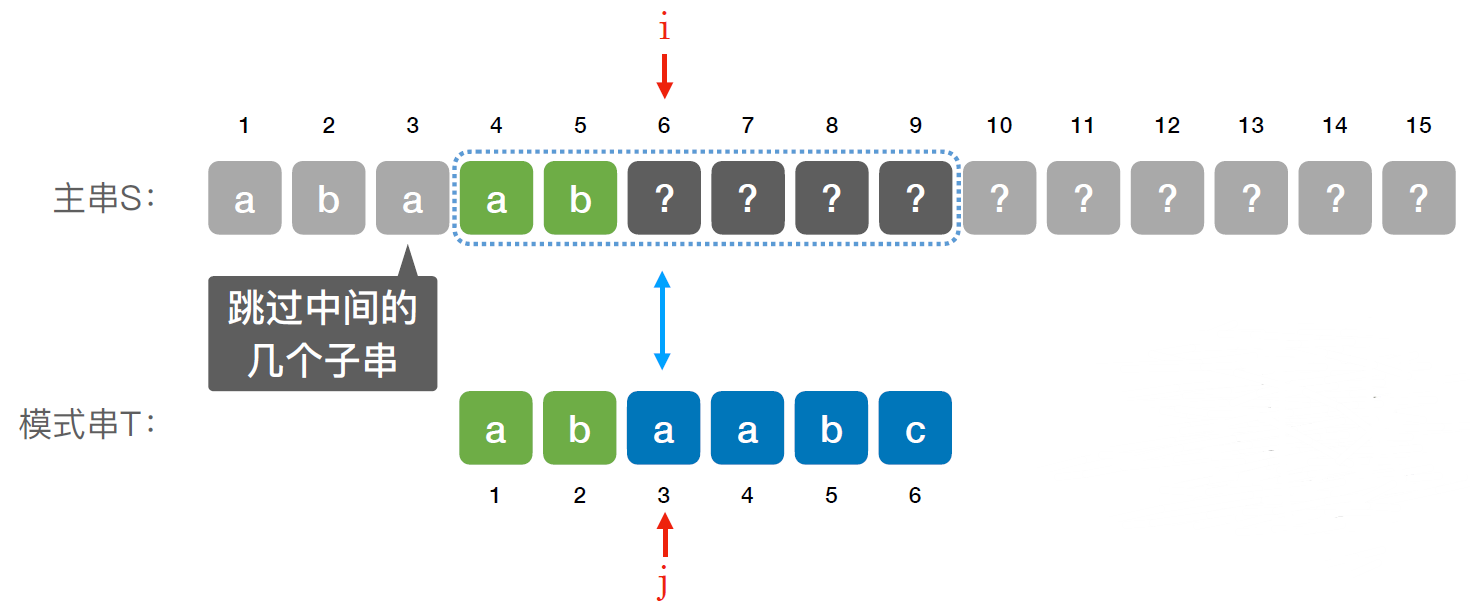 i
1 2 3 4 5 6 7 8 9 10 11 12 13 14 15
主串S： a b a a b ? ? ? ? ? ? ? ? ? ?
跳过中间的
几个子串
模式串T： a b a a b c
1 2 3 4 5 6
j